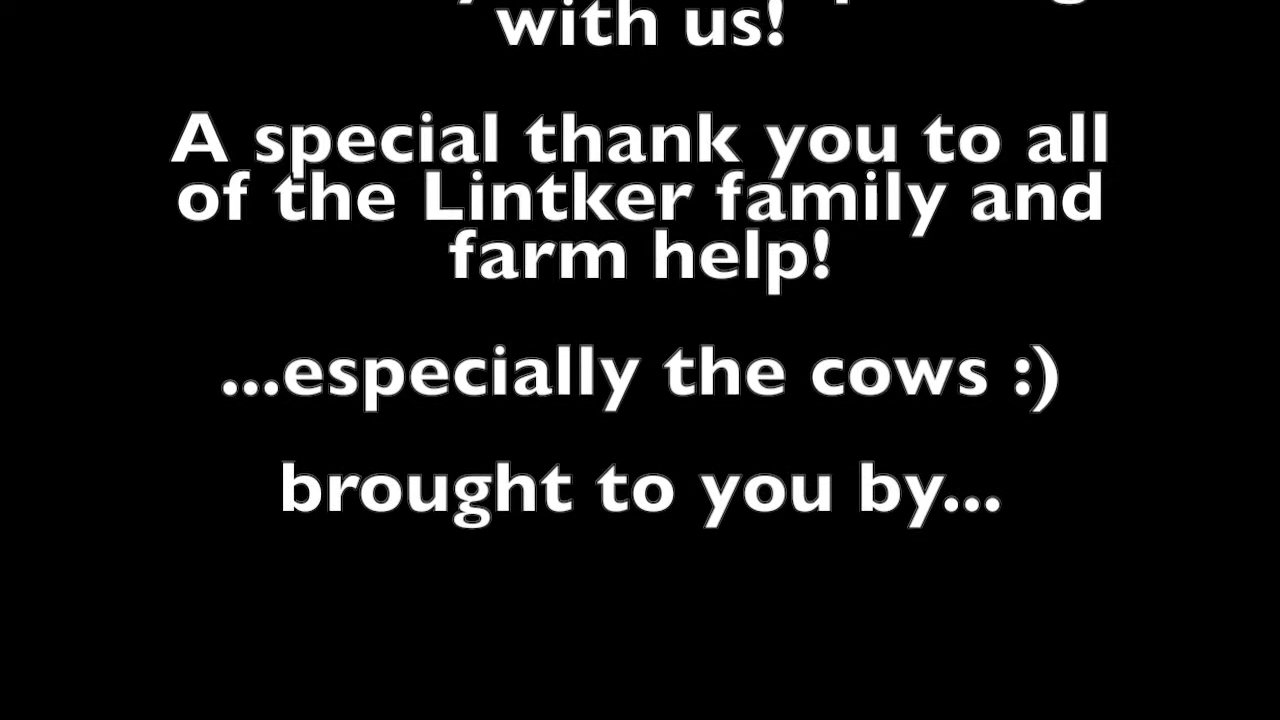 with us!
A special thank you to all
of the Lintker family and
farm help!
...especially the cows :)
brought to you by...